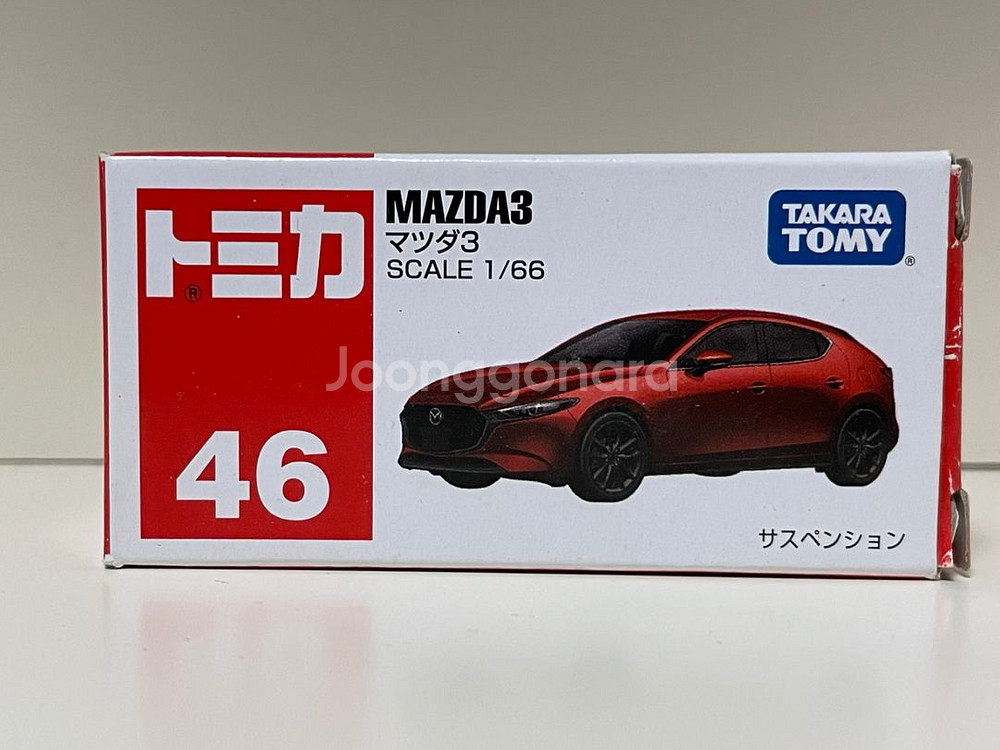 トミカ
®
46
MAZDA3
マツダ3
SCALE 1/66
TAKARA
TOMY
®
Joonggonara
サスペンション